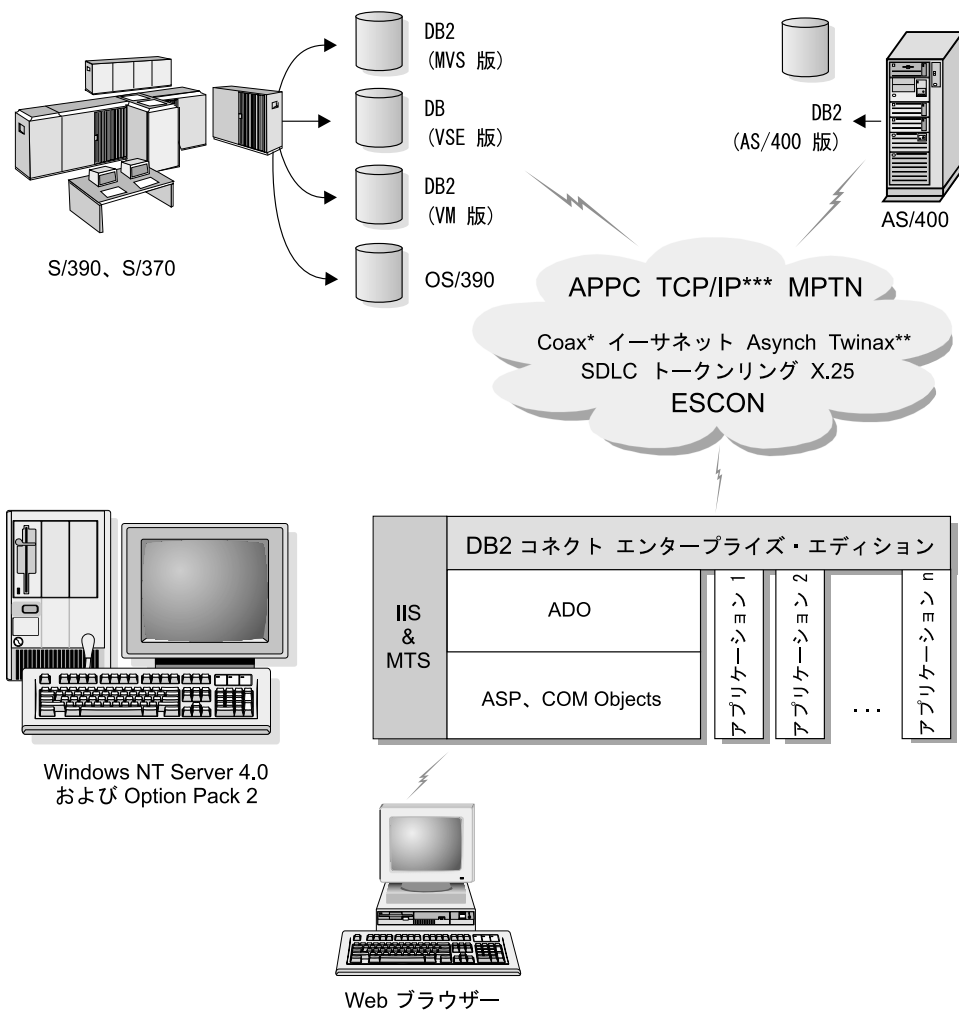 DB2
(MVS 版)
DB
(VSE 版)
DB2
(VM 版)
OS/390
S/390、S/370
DB2
(AS/400 版)
AS/400
APPC TCP/IP*** MPTN
Coax* イーサネット Asynch Twinax**
SDLC トークンリング X.25
ESCON
DB2 コネクト エンタープライズ・エディション
IIS
&
MTS
ADO
ASP、COM Objects
アプリケーション 1
アプリケーション 2
...
アプリケーション n
Windows NT Server 4.0
および Option Pack 2
Web ブラウザー